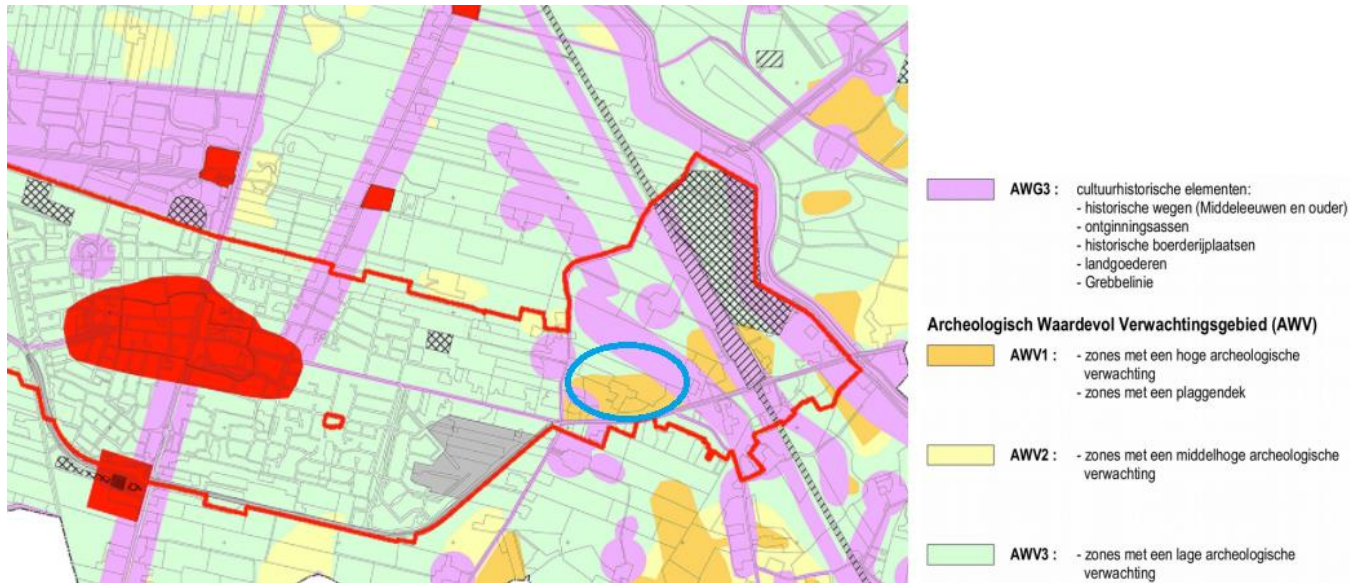 AWG3 : cultuurhistorische elementen:
- historische wegen (Middeleeuwen en ouder)
- ontginningsassen
- historische boerderijplaatsen
- landgoederen
- Grebbelinie
Archeologisch Waardevol Verwachtingsgebied (AWV)
AWV1 : - zones met een hoge archeologische
verwachting
- zones met een plaggendek
AWV2 : - zones met een middelhoge archeologische
verwachting
AWV3 : - zones met een lage archeologische
verwachting